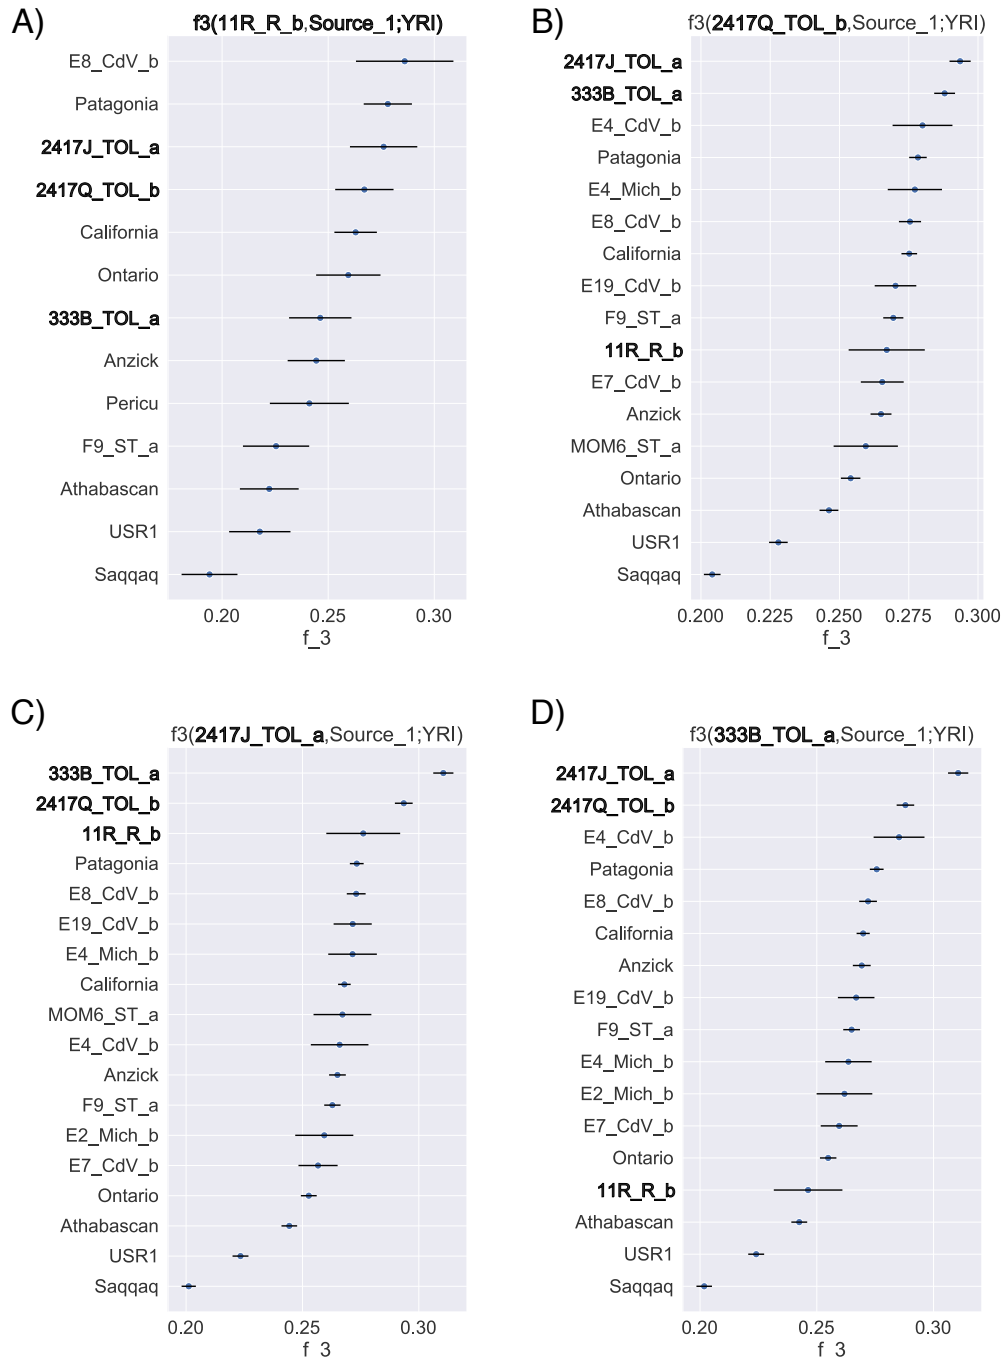 A)
f3(11R_R_b,Source_1;YRI)
E8_CdV_b
Patagonia
2417J_TOL_a
2417Q_TOL_b
California
Ontario
333B_TOL_a
Anzick
Pericu
F9_ST_a
Athabascan
USR1
Saqqaq
0.20 0.25 0.30
f_3
B)
f3(2417Q_TOL_b,Source_1;YRI)
2417J_TOL_a
333B_TOL_a
E4_CdV_b
Patagonia
E4_Mich_b
E8_CdV_b
California
E19_CdV_b
F9_ST_a
11R_R_b
E7_CdV_b
Anzick
MOM6_ST_a
Ontario
Athabascan
USR1
Saqqaq
0.200 0.225 0.250 0.275 0.300
f_3
C)
f3(2417J_TOL_a,Source_1;YRI)
333B_TOL_a
2417Q_TOL_b
11R_R_b
Patagonia
E8_CdV_b
E19_CdV_b
E4_Mich_b
California
MOM6_ST_a
E4_CdV_b
Anzick
F9_ST_a
E2_Mich_b
E7_CdV_b
Ontario
Athabascan
USR1
Saqqaq
0.20 0.25 0.30
f_3
D)
f3(333B_TOL_a,Source_1;YRI)
2417J_TOL_a
2417Q_TOL_b
E4_CdV_b
Patagonia
E8_CdV_b
California
Anzick
E19_CdV_b
F9_ST_a
E4_Mich_b
E2_Mich_b
E7_CdV_b
Ontario
11R_R_b
Athabascan
USR1
Saqqaq
0.20 0.25 0.30
f_3